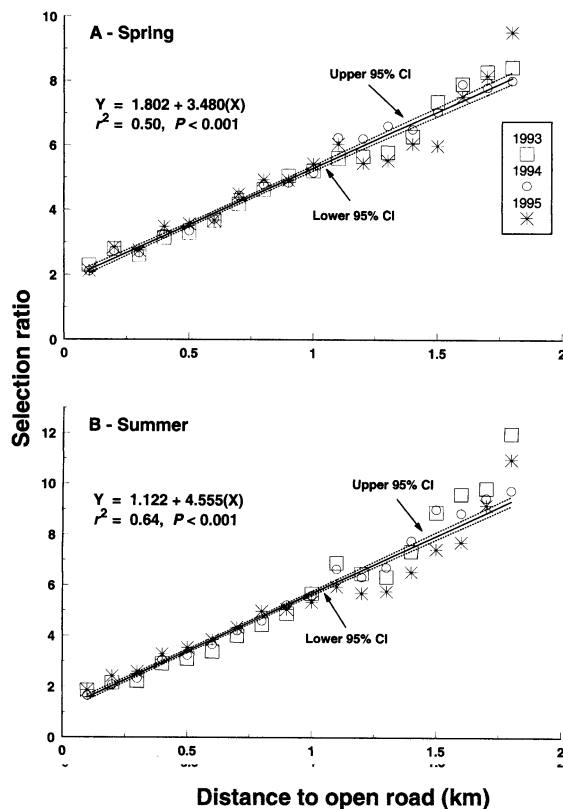 10
A - Spring
8
Upper 95% CI
Y = 1.802 + 3.480(X)
r² = 0.50, P < 0.001
1993
1994
1995
6
4
Lower 95% CI
2
0
0 0.5 1 1.5 2
Selection ratio
12
B - Summer
10
Upper 95% CI
Y = 1.122 + 4.555(X)
r² = 0.64, P < 0.001
8
6
4
Lower 95% CI
2
0
0 0.5 1 1.5 2
Distance to open road (km)